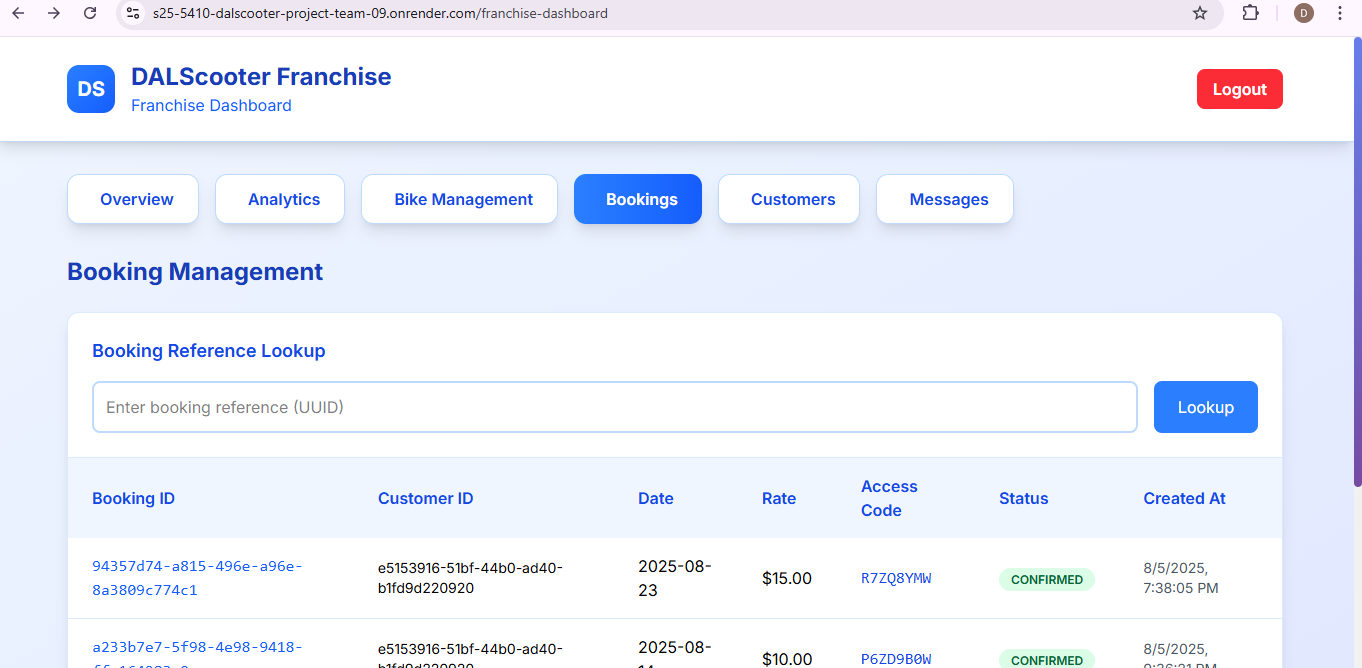 s25-5410-dalscooter-project-team-09.onrender.com/franchise-dashboard
D
DS
DALScooter Franchise
Franchise Dashboard
Logout
Overview
Analytics
Bike Management
Bookings
Customers
Messages
Booking Management
Booking Reference Lookup
Enter booking reference (UUID)
Lookup
Booking ID
Customer ID
Date
Rate
Access
Code
Status
Created At
94357d74-a815-496e-a96e-
8a3809c774c1
e5153916-51bf-44b0-ad40-
b1fd9d220920
2025-08-
23
$15.00
R7ZQ8YMW
CONFIRMED
8/5/2025,
7:38:05 PM
a233b7e7-5f98-4e98-9418-
e5153916-51bf-44b0-ad40-
b1fd9d220920
2025-08-
$10.00
P6ZD9B0W
CONFIRMED
8/5/2025,